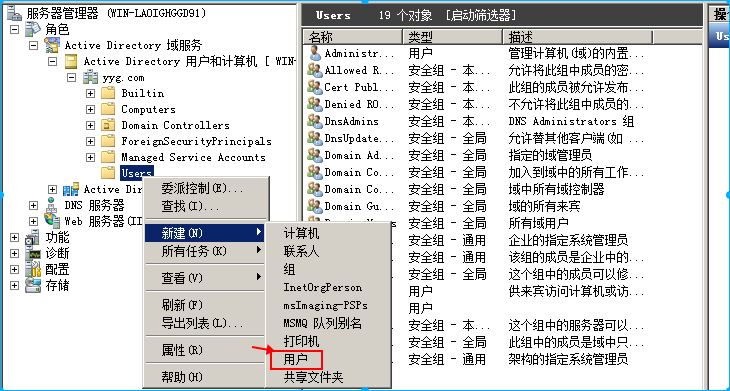 服务器管理器 (WIN-LAOIGHGGD91)
角色
Active Directory 域服务
Active Directory 用户和计算机 [ WIN-
yyg.com
Builtin
Computers
Domain Controllers
ForeignSecurityPrincipals
Managed Service Accounts
Users
Active Dir
DNS 服务器
Web 服务器(II
功能
诊断
配置
存储
委派控制(E)...
查找(I)...
新建(N)
所有任务(K)
查看(V)
刷新(F)
导出列表(L)...
属性(R)
帮助(H)
计算机
联系人
组
InetOrgPerson
msImaging-PSPs
MSMQ 队列别名
打印机
用户
共享文件夹
Users 19 个对象 [启动筛选器]
名称 类型 描述
Administr... 用户 管理计算机(域)的内置...
Allowed R... 安全组 - 本... 允许将此组中成员的密...
Cert Publ... 安全组 - 本... 此组的成员被允许发布...
Denied RO... 安全组 - 本... 不允许将此组中成员的...
DnsAdmins 安全组 - 本... DNS Administrators 组
DnsUpdate... 安全组 - 全局 允许替其他客户端(如...
Domain Ad... 安全组 - 全局 指定的域管理员
Domain Co... 安全组 - 全局 加入到域中的所有工作...
Domain Co... 安全组 - 全局 域中所有域控制器
Domain Gu... 安全组 - 全局 域的所有来宾
安全组 - 全局 所有域用户
安全组 - 通用 企业的指定系统管理员
安全组 - 通用 该组的成员是企业中的...
安全组 - 全局 这个组中的成员可以修...
用户 供来宾访问计算机或访...
用户
安全组 - 本... 这个组中的服务器可以...
安全组 - 全局 此组中的成员是域中只...
安全组 - 通用 架构的指定系统管理员
操
Us